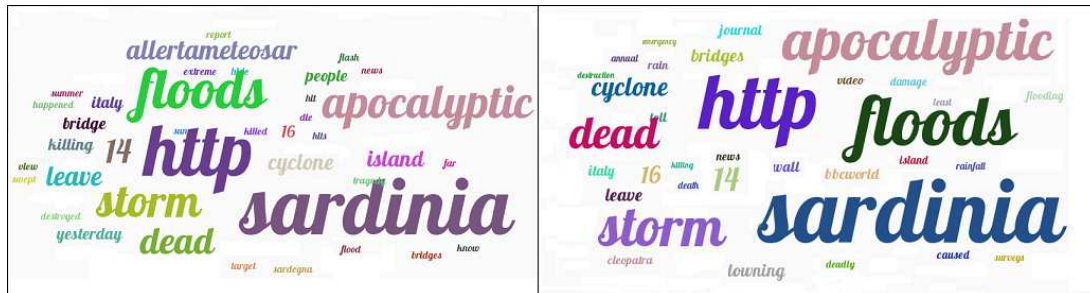 report
allertameteosar
flash
extreme
people
news
summer
floods
happened
italy
hit
apocalyptic
bridge
die
killing
14
http
sun
killed
16
hits
view
swept
leave
cyclone
island
far
tragedy
storm
sardinia
destroyed
yesterday
dead
flood
bridges
know
target
sardegna
journal
apocalyptic
emergency
annual
rain
bridges
destruction
cyclone
http
video
damage
toll
least
flooding
dead
floods
italy
16
killing
news
14
wall
bbcworld
island
rainfall
death
leave
storm
sardinia
cleopatra
lowning
deadly
caused
surveys